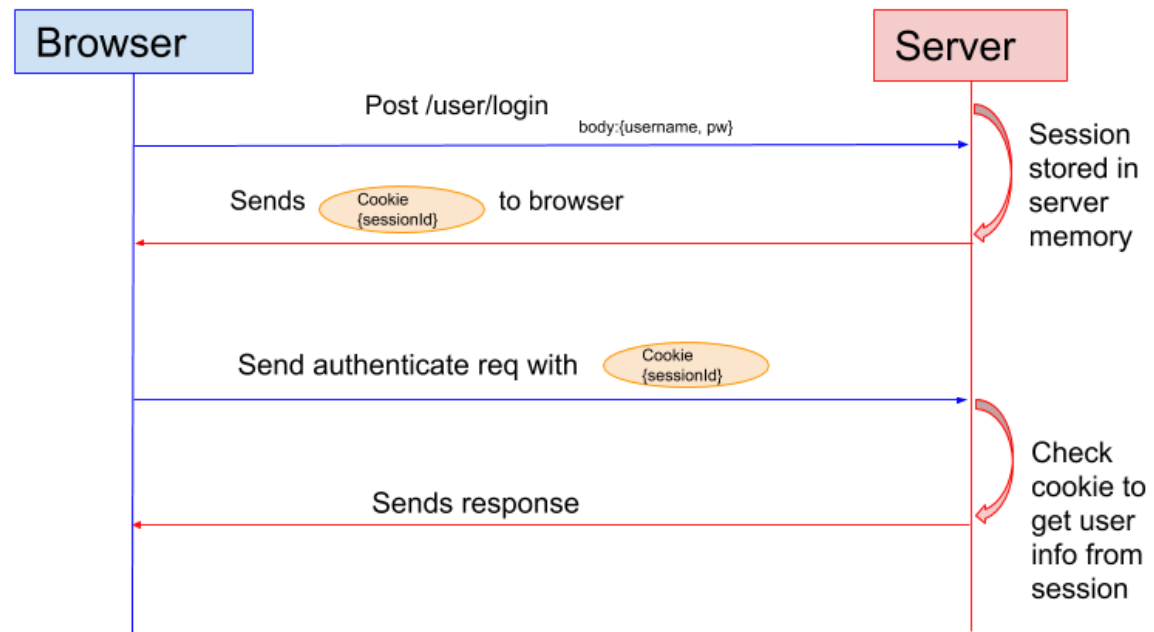 Browser
Server
Post /user/login
body:{username, pw}
Session
stored in
server
memory
Sends
Cookie
{sessionId}
to browser
Send authenticate req with
Cookie
{sessionId}
Check
cookie to
get user
info from
session
Sends response